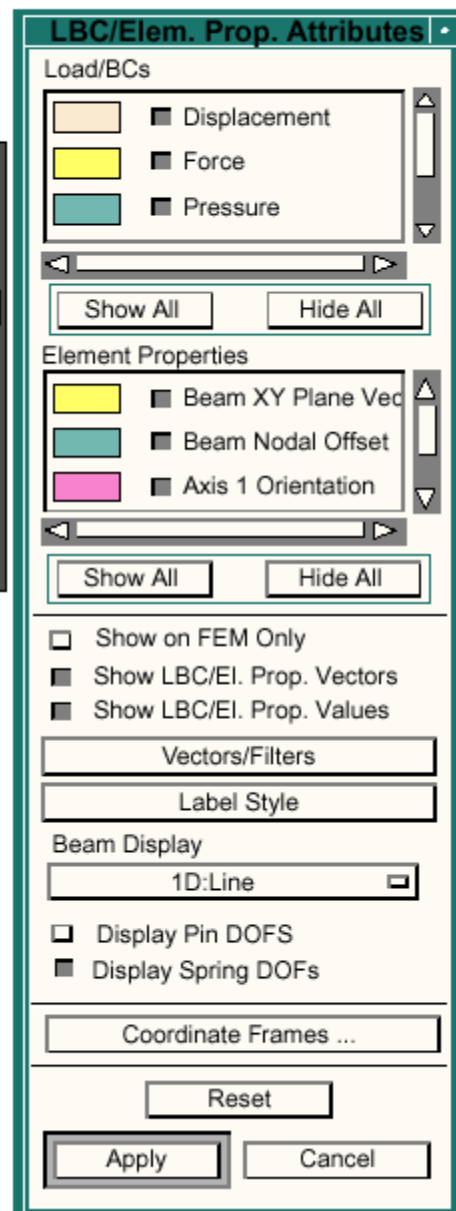 LBC/Elem. Prop. Attributes
Load/BCs
Displacement
Force
Pressure
Show All Hide All
Element Properties
Beam XY Plane Vec
Beam Nodal Offset
Axis 1 Orientation
Show All Hide All
Show on FEM Only
Show LBC/El. Prop. Vectors
Show LBC/El. Prop. Values
Vectors/Filters
Label Style
Beam Display
1D:Line
Display Pin DOFS
Display Spring DOFs
Coordinate Frames ...
Reset
Apply Cancel